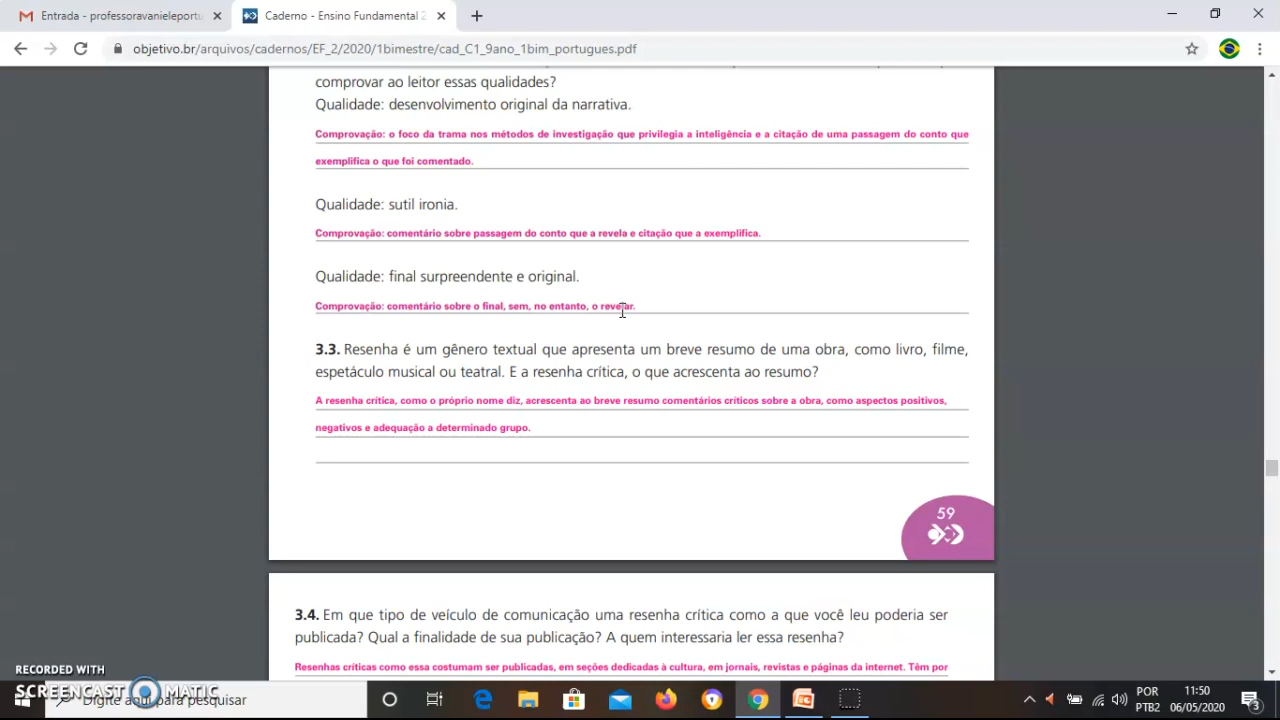 Entrada - professoravanieleportu
Caderno - Ensino Fundamental 2
objetivo.br/arquivos/cadernos/EF_2/2020/1bimestre/cad_C1_9ano_1bim_portugues.pdf
comprovar ao leitor essas qualidades?
Qualidade: desenvolvimento original da narrativa.
Comprovação: o foco da trama nos métodos de investigação que privilegia a inteligência e a citação de uma passagem do conto que
exemplifica o que foi comentado.
Qualidade: sutil ironia.
Comprovação: comentário sobre passagem do conto que a revela e citação que a exemplifica.
Qualidade: final surpreendente e original.
Comprovação: comentário sobre o final, sem, no entanto, o revelar.
3.3. Resenha é um gênero textual que apresenta um breve resumo de uma obra, como livro, filme,
espetáculo musical ou teatral. E a resenha crítica, o que acrescenta ao resumo?
A resenha crítica, como o próprio nome diz, acrescenta ao breve resumo comentários críticos sobre a obra, como aspectos positivos,
negativos e adequação a determinado grupo.
59
3.4. Em que tipo de veículo de comunicação uma resenha crítica como a que você leu poderia ser
publicada? Qual a finalidade de sua publicação? A quem interessaria ler essa resenha?
Resenhas críticas como essa costumam ser publicadas, em seções dedicadas à cultura, em jornais, revistas e páginas da internet. Têm por
RECORDED WITH
SCREENCAST MATIC
Digite aqui para pesquisar
POR
PTB2
11:50
06/05/2020
3